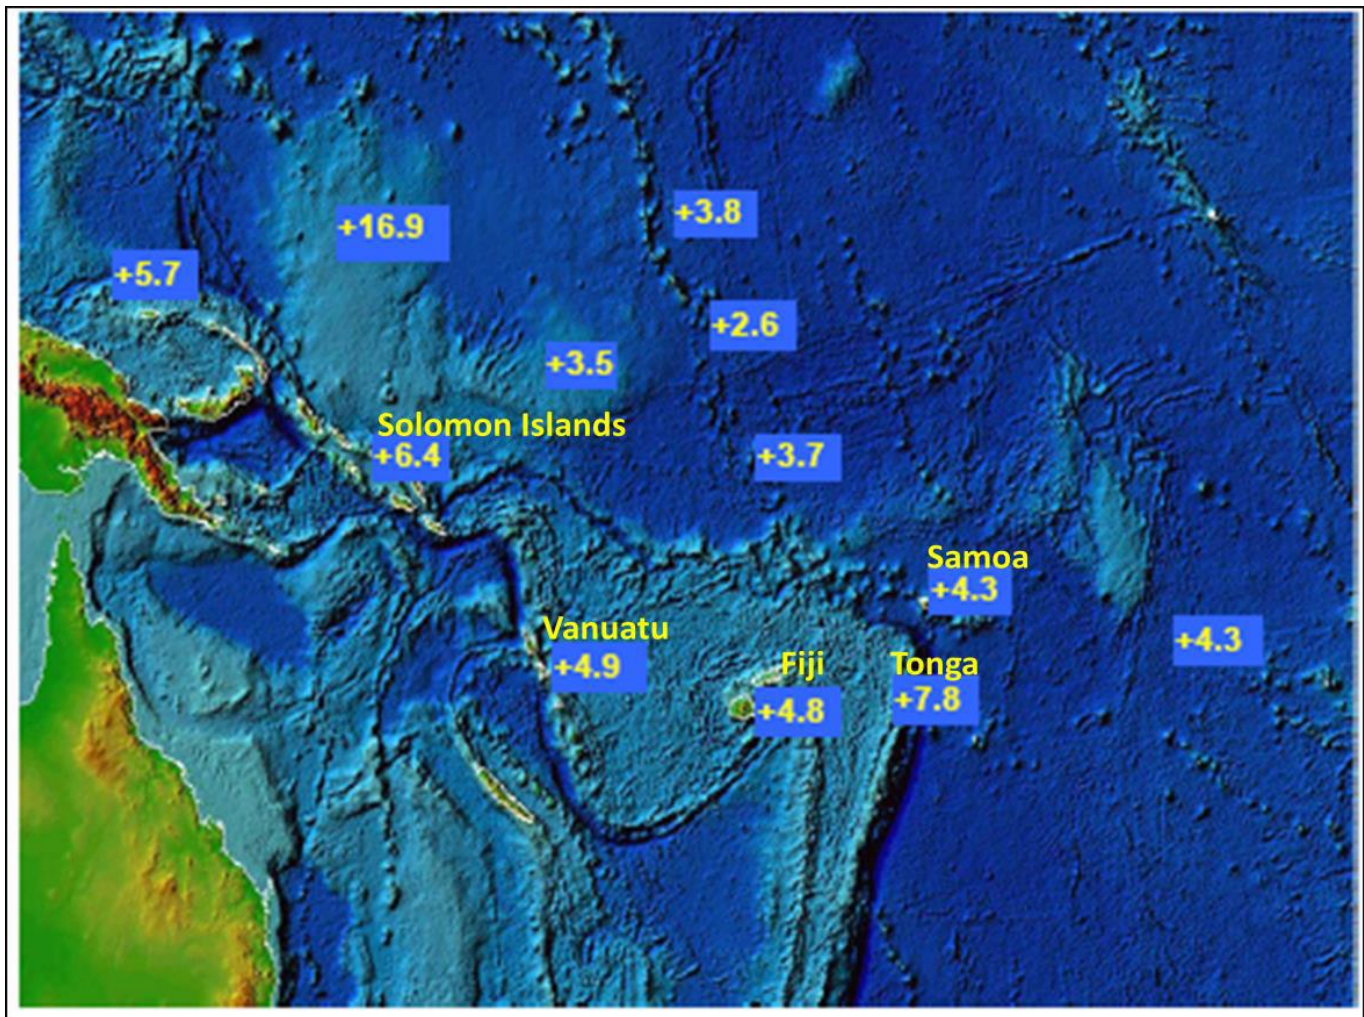 +3.8
+16.9
+5.7
+2.6
+3.5
Solomon Islands
+6.4
+3.7
Samoa
+4.3
Vanuatu
+4.9
Fiji
+4.8
Tonga
+7.8
+4.3